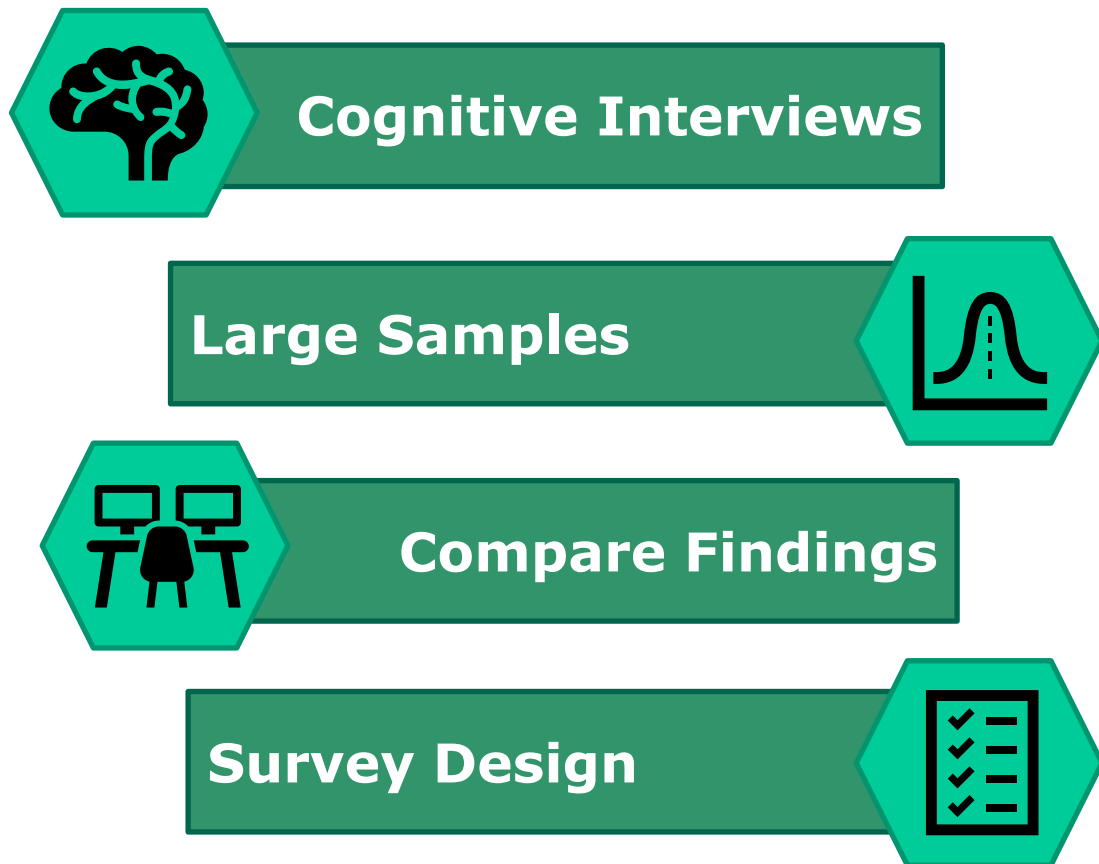 Cognitive Interviews
Large Samples
Compare Findings
Survey Design